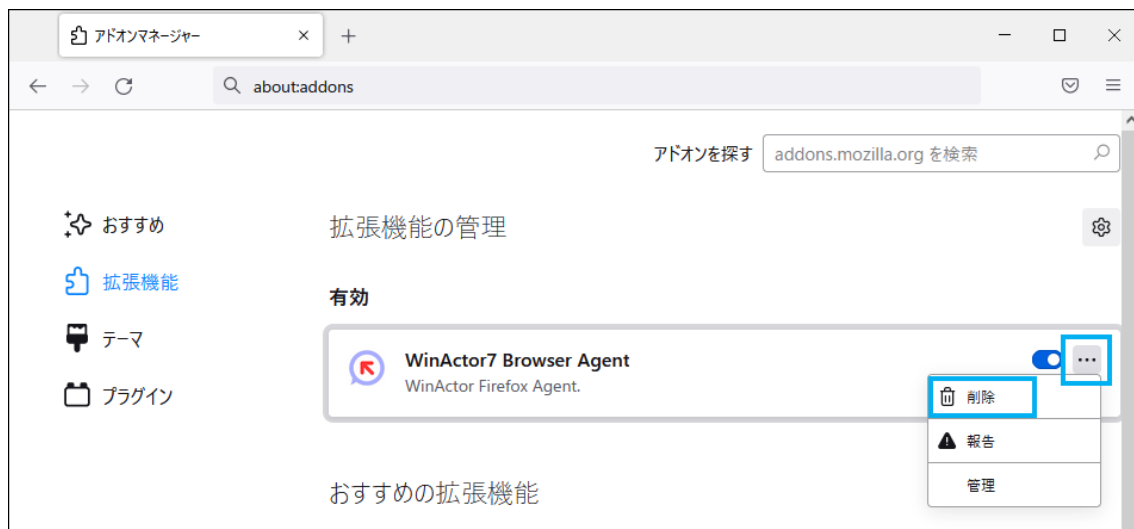 アドオンマネージャー
about:addons
アドオンを探す addons.mozilla.org を検索
おすすめ
拡張機能
テーマ
プラグイン
拡張機能の管理
有効
WinActor7 Browser Agent
WinActor Firefox Agent.
削除
報告
管理
おすすめの拡張機能